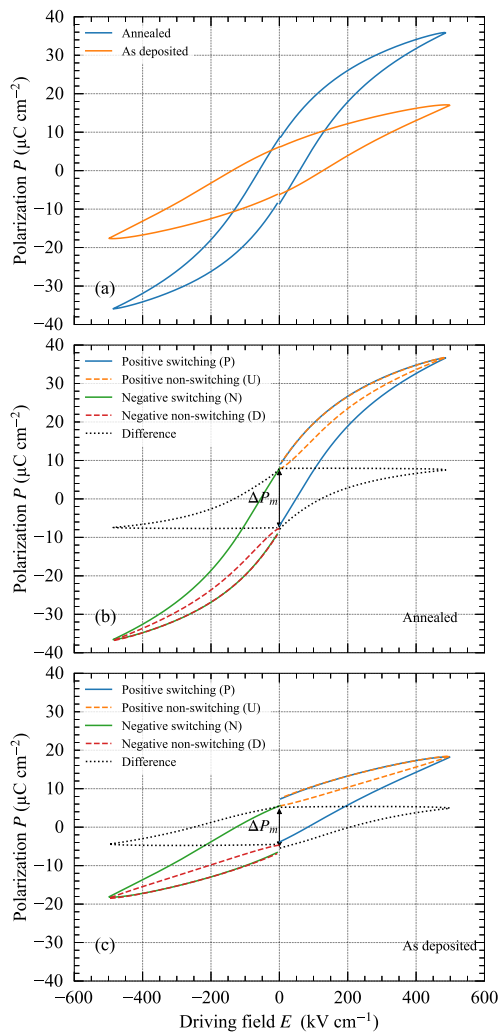 40
30
20
10
0
−10
−20
−30
−40
Polarization P (μC cm⁻²)
Annealed
As deposited
(a)
40
30
20
10
0
−10
−20
−30
−40
Polarization P (μC cm⁻²)
Positive switching (P)
Positive non-switching (U)
Negative switching (N)
Negative non-switching (D)
Difference
ΔPₘ
(b)
Annealed
40
30
20
10
0
−10
−20
−30
−40
Polarization P (μC cm⁻²)
Positive switching (P)
Positive non-switching (U)
Negative switching (N)
Negative non-switching (D)
Difference
ΔPₘ
(c)
As deposited
−600 −400 −200 0 200 400 600
Driving field E (kV cm⁻¹)